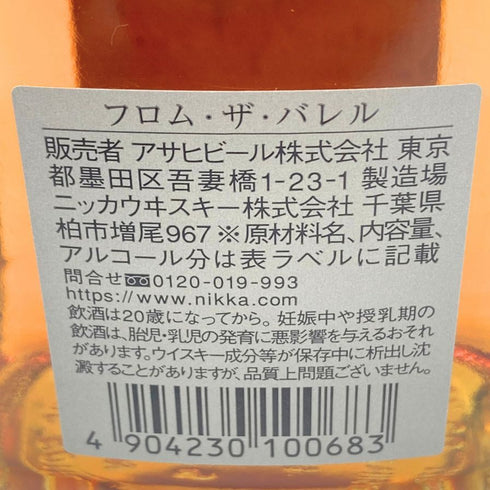 フロム・ザ・バレル
販売者 アサヒビール株式会社 東京
都墨田区吾妻橋1-23-1 製造場
ニッカウヰスキー株式会社 千葉県
柏市増尾967 ※原材料名、内容量、
アルコール分は表ラベルに記載
問合せ 0120-019-993
https://www.nikka.com
飲酒は20歳になってから。妊娠中や授乳期の
飲酒は、胎児・乳児の発育に悪影響を与えるおそれ
があります。ウイスキー成分等が保存中に析出し沈
澱することがありますが、品質上問題ございません。
4 904230 100683